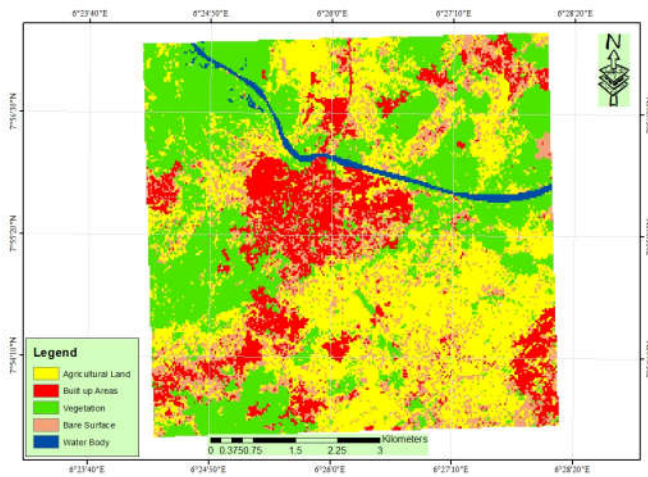 6°23'40"E 6°24'50"E 6°26'0"E 6°27'10"E 6°28'20"E
N
7°56'30"N
7°55'20"N
7°54'10"N
Legend
Agricultural Land
Built up Areas
Vegetation
Bare Surface
Water Body
Kilometers
0 0.375 0.75 1.5 2.25 3
6°23'40"E 6°24'50"E 6°26'0"E 6°27'10"E 6°28'20"E